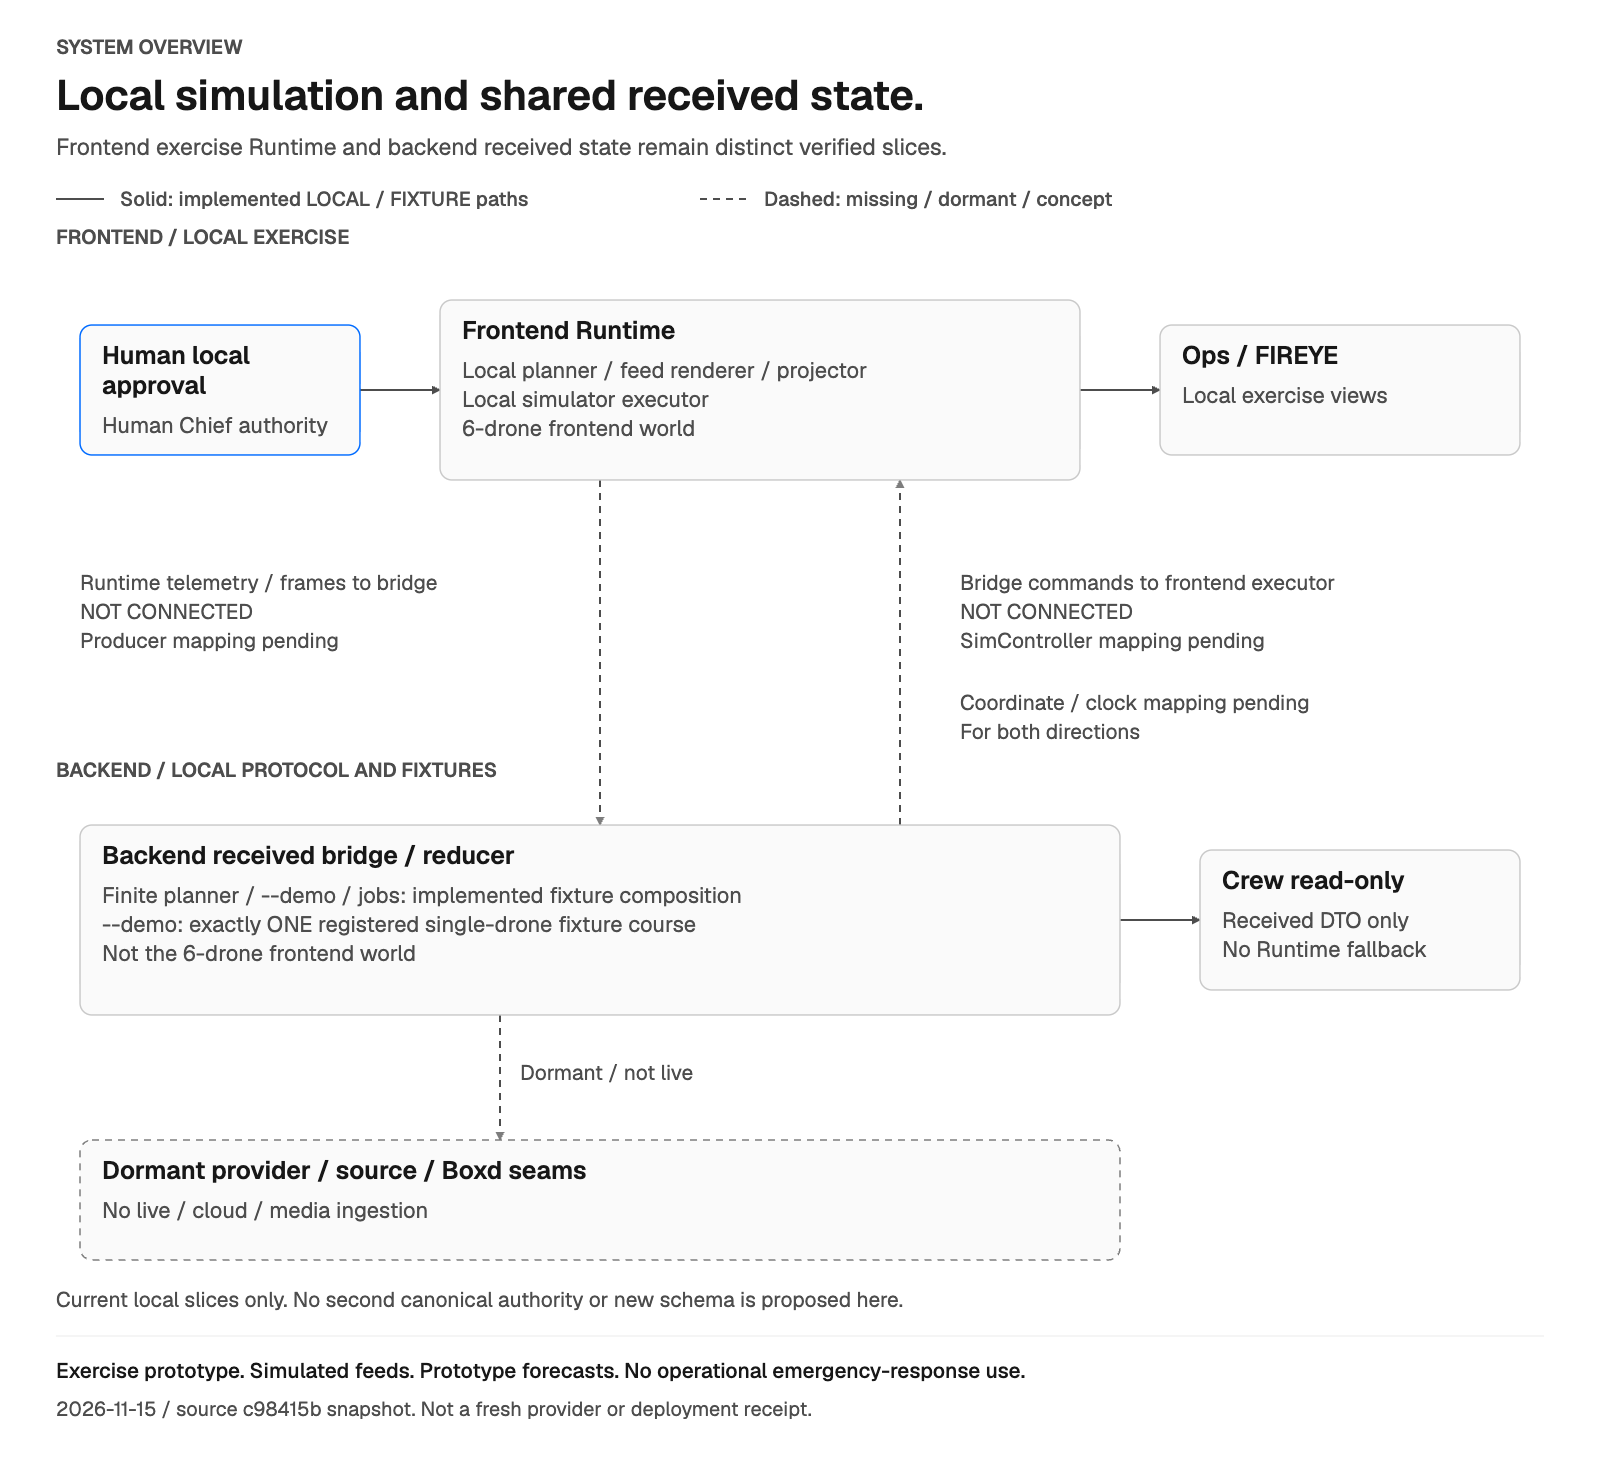 SYSTEM OVERVIEW
Local simulation and shared received state.
Frontend exercise Runtime and backend received state remain distinct verified slices.
Solid: implemented LOCAL / FIXTURE paths
Dashed: missing / dormant / concept
FRONTEND / LOCAL EXERCISE
Human local
approval
Human Chief authority
Frontend Runtime
Local planner / feed renderer / projector
Local simulator executor
6-drone frontend world
Ops / FIREYE
Local exercise views
Runtime telemetry / frames to bridge
NOT CONNECTED
Producer mapping pending
Bridge commands to frontend executor
NOT CONNECTED
SimController mapping pending
Coordinate / clock mapping pending
For both directions
BACKEND / LOCAL PROTOCOL AND FIXTURES
Backend received bridge / reducer
Finite planner / --demo / jobs: implemented fixture composition
--demo: exactly ONE registered single-drone fixture course
Not the 6-drone frontend world
Crew read-only
Received DTO only
No Runtime fallback
Dormant / not live
Dormant provider / source / Boxd seams
No live / cloud / media ingestion
Current local slices only. No second canonical authority or new schema is proposed here.
Exercise prototype. Simulated feeds. Prototype forecasts. No operational emergency-response use.
2026-11-15 / source c98415b snapshot. Not a fresh provider or deployment receipt.